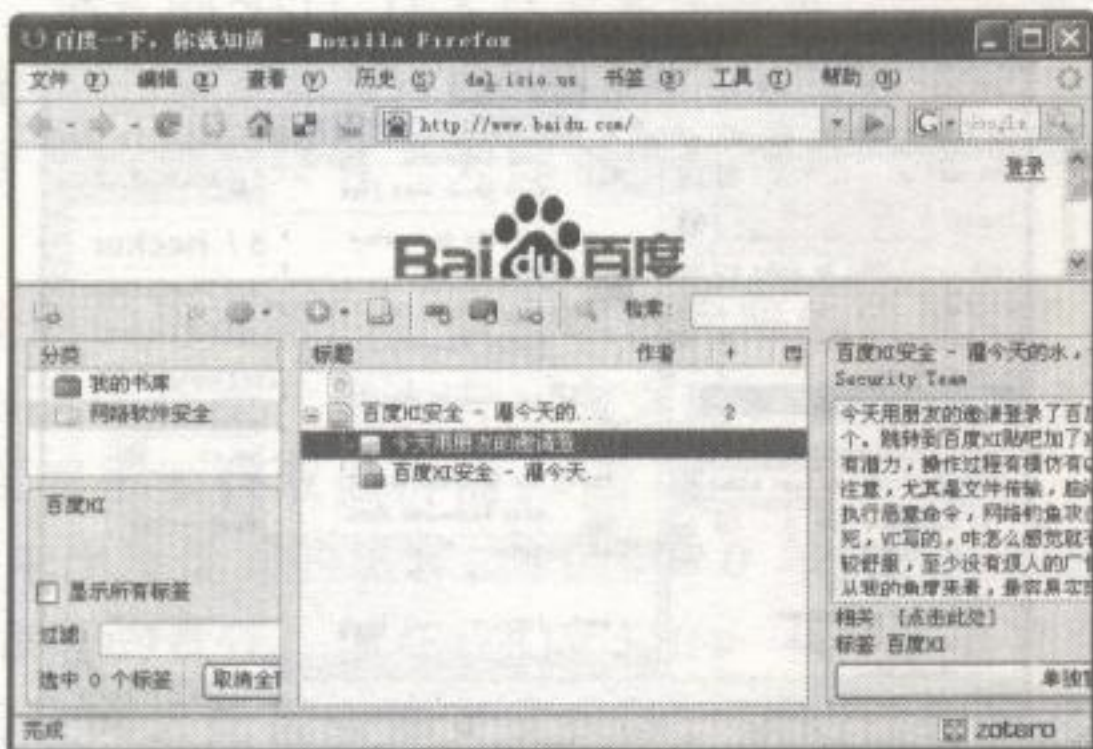 百度一下,你就知道 - Mozilla Firefox
文件 (F) 编辑 (E) 查看 (V) 历史 (S) del.icio.us 书签 (B) 工具 (T) 帮助 (H)
http://www.baidu.com/
登录
Bai du 百度
检索:
分类
我的书库
网络软件安全
标题 作者 +
百度HI安全 - 灌今天的... 2
今天用朋友的邀请登
百度HI安全 - 灌今天...
百度HI
显示所有标签
过滤
选中 0 个标签 取消全
百度HI安全 - 灌今天的水,
Security Team
今天用朋友的邀请登录了百度
个。跳转到百度HI贴吧加了
有潜力,操作过程有模仿有Q
注意,尤其是文件传输,
执行恶意命令,网络钓鱼攻
死,VC写的,咋怎么感觉就
较舒服,至少没有烦人的广
从我的角度来看,最容易实
相关: [点击此处]
标签 百度HI
单独
完成 zotero